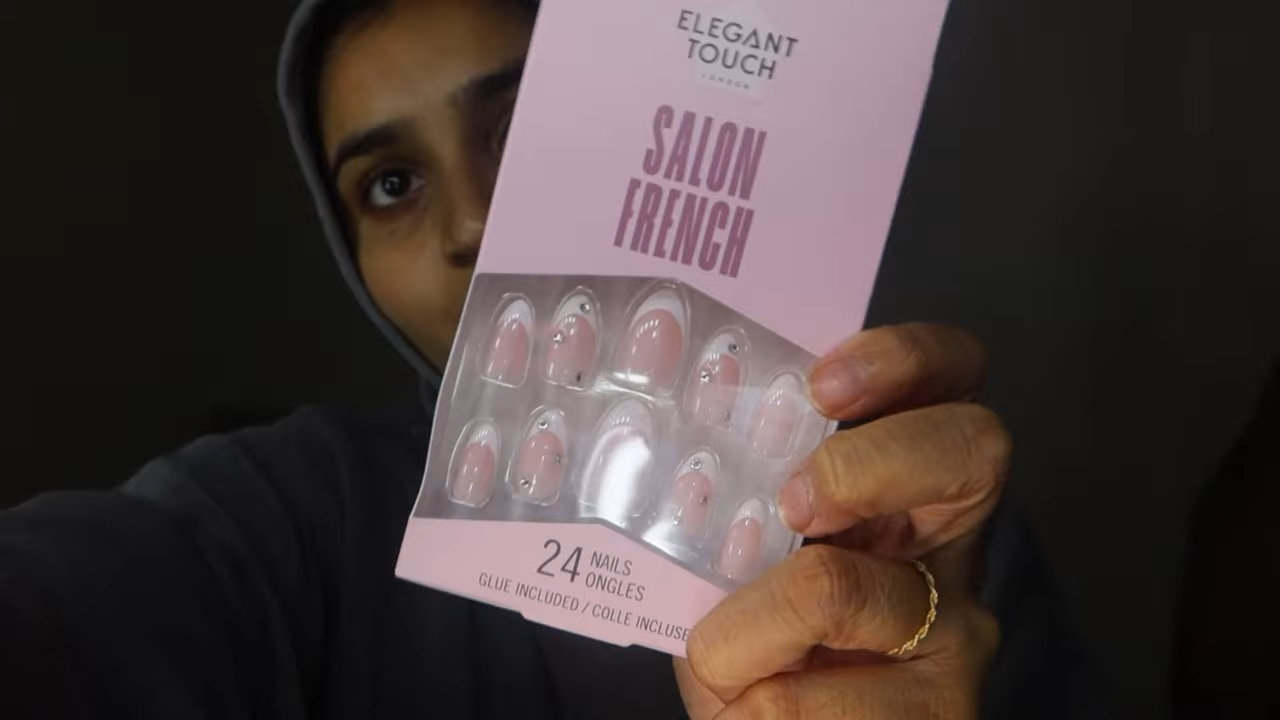 ELEGANT
TOUCH
LONDON
SALON
FRENCH
24 NAILS
ONGLES
GLUE INCLUDED / COLLE INCLUSE